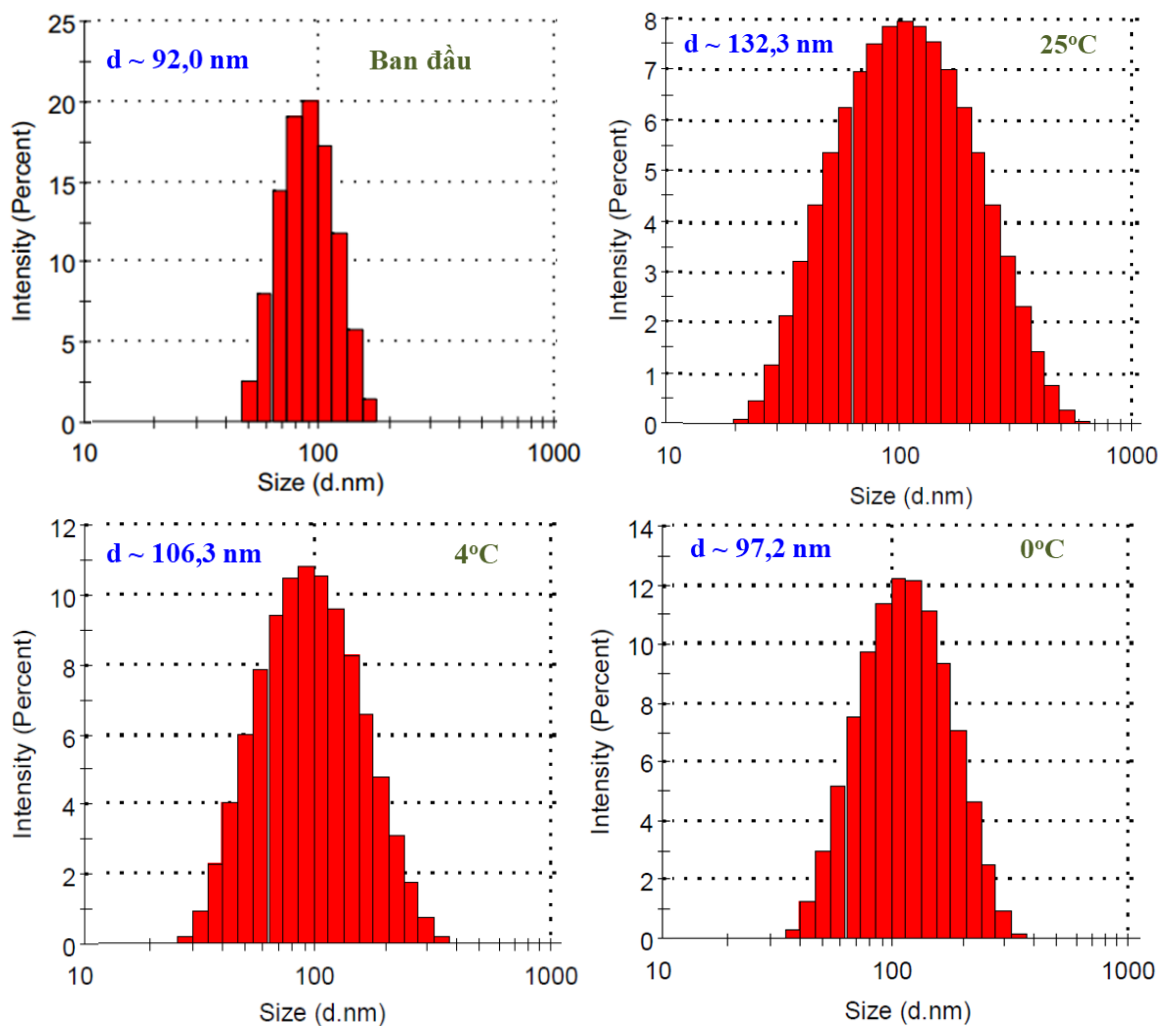 d ~ 92,0 nm
Ban đầu
Intensity (Percent)
25
20
15
10
5
0
10
100
1000
Size (d.nm)
d ~ 132,3 nm
25°C
Intensity (Percent)
8
7
6
5
4
3
2
1
0
10
100
1000
Size (d.nm)
d ~ 106,3 nm
4°C
Intensity (Percent)
12
10
8
6
4
2
0
10
100
1000
Size (d.nm)
d ~ 97,2 nm
0°C
Intensity (Percent)
14
12
10
8
6
4
2
0
10
100
1000
Size (d.nm)